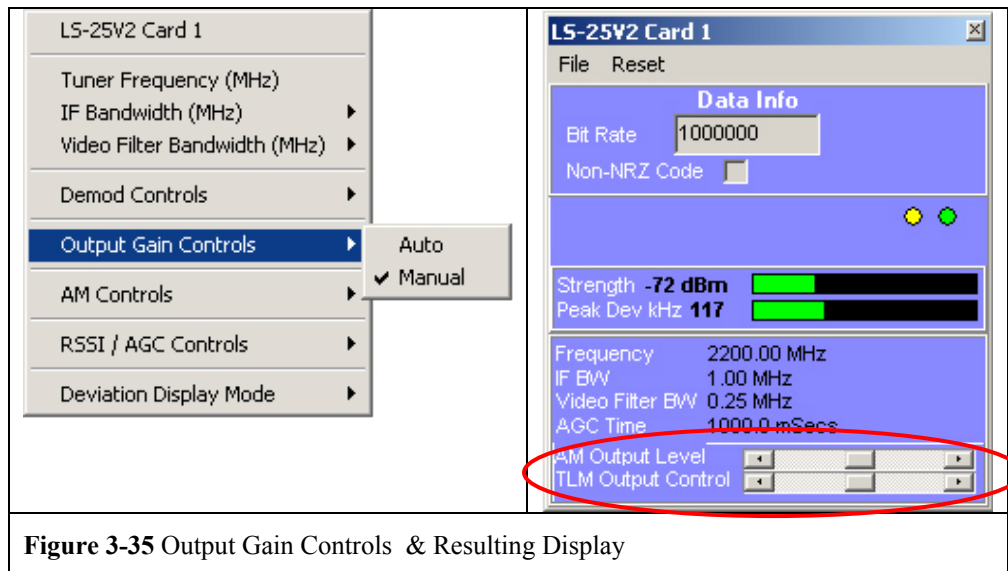 LS-25V2 Card 1
Tuner Frequency (MHz)
IF Bandwidth (MHz)
Video Filter Bandwidth (MHz)
Demod Controls
Output Gain Controls
Auto
Manual
AM Controls
RSSI / AGC Controls
Deviation Display Mode
LS-25V2 Card 1
File Reset
Data Info
Bit Rate 1000000
Non-NRZ Code
Strength -72 dBm
Peak Dev kHz 117
Frequency 2200.00 MHz
IF BW 1.00 MHz
Video Filter BW 0.25 MHz
AGC Time 1000.0 mSecs
AM Output Level
TLM Output Control
Figure 3-35 Output Gain Controls & Resulting Display